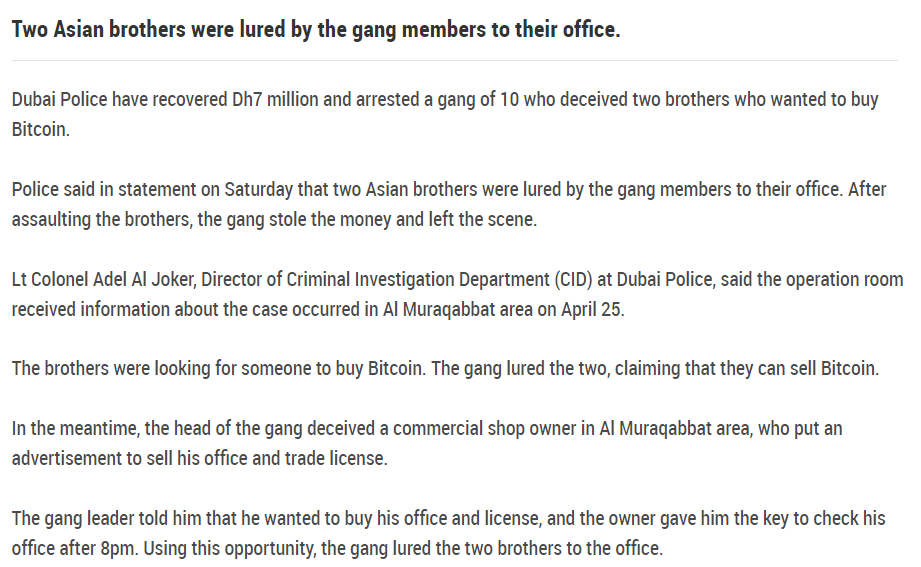 Two Asian brothers were lured by the gang members to their office.
Dubai Police have recovered Dh7 million and arrested a gang of 10 who deceived two brothers who wanted to buy
Bitcoin.
Police said in statement on Saturday that two Asian brothers were lured by the gang members to their office. After
assaulting the brothers, the gang stole the money and left the scene.
Lt Colonel Adel Al Joker, Director of Criminal Investigation Department (CID) at Dubai Police, said the operation room
received information about the case occurred in Al Muraqabbat area on April 25.
The brothers were looking for someone to buy Bitcoin. The gang lured the two, claiming that they can sell Bitcoin.
In the meantime, the head of the gang deceived a commercial shop owner in Al Muraqabbat area, who put an
advertisement to sell his office and trade license.
The gang leader told him that he wanted to buy his office and license, and the owner gave him the key to check his
office after 8pm. Using this opportunity, the gang lured the two brothers to the office.